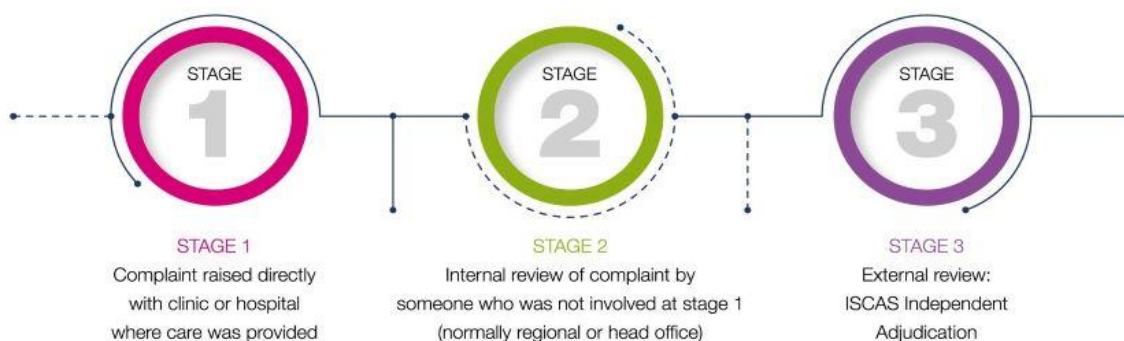 STAGE
1
STAGE
2
STAGE
3
STAGE 1
Complaint raised directly
with clinic or hospital
where care was provided
STAGE 2
Internal review of complaint by
someone who was not involved at stage 1
(normally regional or head office)
STAGE 3
External review:
ISCAS Independent
Adjudication